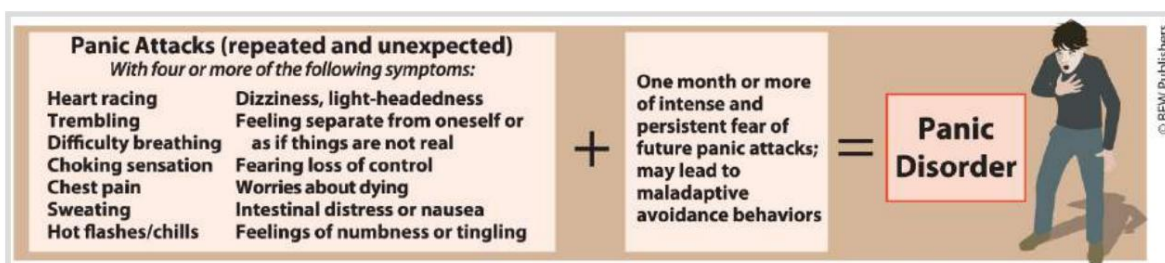 Panic Attacks (repeated and unexpected)
With four or more of the following symptoms:
Heart racing
Trembling
Difficulty breathing
Choking sensation
Chest pain
Sweating
Hot flashes/chills
Dizziness, light-headedness
Feeling separate from oneself or
as if things are not real
Fearing loss of control
Worries about dying
Intestinal distress or nausea
Feelings of numbness or tingling
+
One month or more
of intense and
persistent fear of
future panic attacks;
may lead to
maladaptive
avoidance behaviors
=
Panic
Disorder
© BFW Publishers